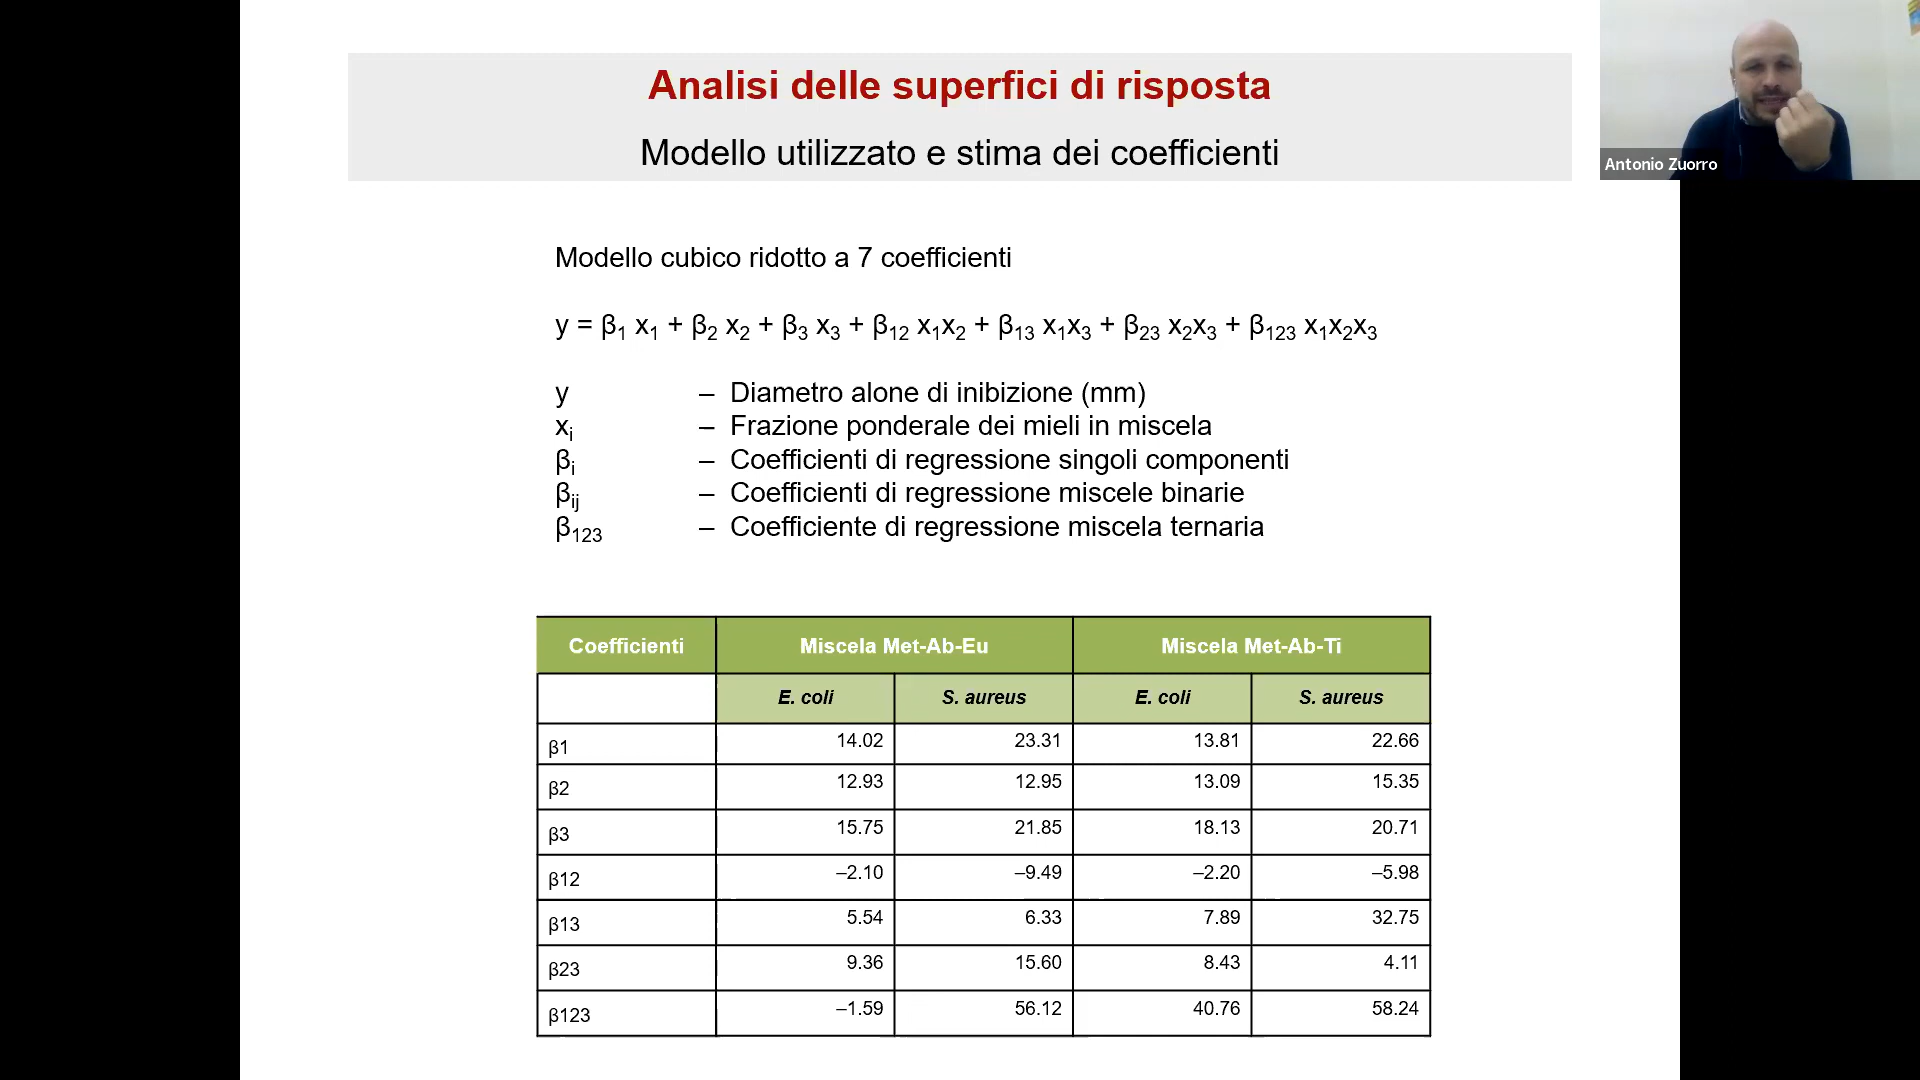 Analisi delle superfici di risposta
Modello utilizzato e stima dei coefficienti
Antonio Zuorro
Modello cubico ridotto a 7 coefficienti
y = β1 x1 + β2 x2 + β3 x3 + β12 x1x2 + β13 x1x3 + β23 x2x3 + β123 x1x2x3
y – Diametro alone di inibizione (mm)
xi – Frazione ponderale dei mieli in miscela
βi – Coefficienti di regressione singoli componenti
βij – Coefficienti di regressione miscele binarie
β123 – Coefficiente di regressione miscela ternaria
Coefficienti Miscela Met-Ab-Eu Miscela Met-Ab-Ti
E. coli S. aureus E. coli S. aureus
β1 14.02 23.31 13.81 22.66
β2 12.93 12.95 13.09 15.35
β3 15.75 21.85 18.13 20.71
β12 –2.10 –9.49 –2.20 –5.98
β13 5.54 6.33 7.89 32.75
β23 9.36 15.60 8.43 4.11
β123 –1.59 56.12 40.76 58.24